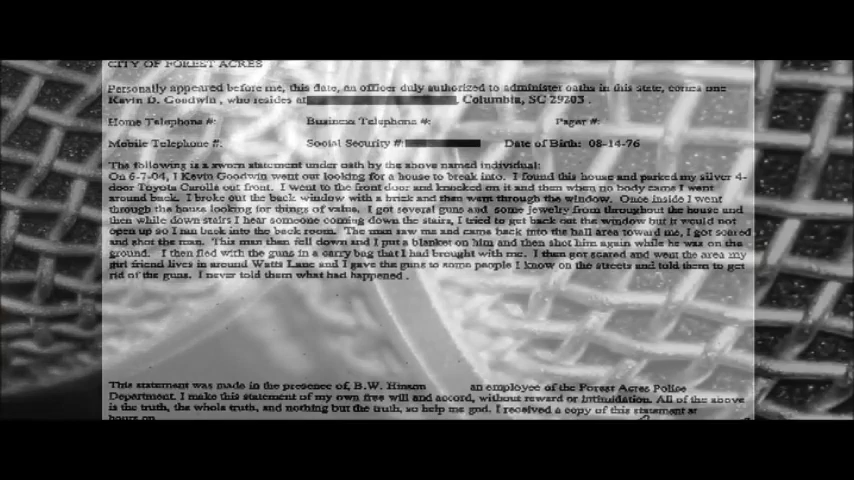 CITY OF FOREST ACRES
Personally appeared before me, this date, an officer duly authorized to administer oaths in this state, comes one
Kevin D. Goodwin , who resides at , Columbia, SC 29203 .
Home Telephone #: Business Telephone #: Pager #:
Mobile Telephone #: Social Security #: Date of Birth: 08-14-76
The following is a sworn statement under oath by the above named individual:
On 6-7-04, I Kevin Goodwin went out looking for a house to break into. I found this house and parked my silver 4-
door Toyota Carolla out front. I went to the front door and knocked on it and then when no body came I went
around back. I broke out the back window with a brick and then went through the window. Once inside I went
through the house looking for things of value. I got several guns and some jewelry from throughout the house and
then while down stairs I hear someone coming down the stairs, I tried to get back out the window but it would not
open up so I ran back into the back room. The man saw me and came back into the hall area toward me, I got scared
and shot the man. This man then fell down and I put a blanket on him and then shot him again while he was on the
ground. I then fled with the guns in a carry bag that I had brought with me. I then got scared and went the area my
girl friend lives in around Watts Lane and I gave the guns to some people I know on the streets and told them to get
rid of the guns. I never told them what had happened .
This statement was made in the presence of, B.W. Hinson an employee of the Forest Acres Police
Department. I make this statement of my own free will and accord, without reward or intimidation. All of the above
is the truth, the whole truth, and nothing but the truth, so help me god. I received a copy of this statement at
hours on